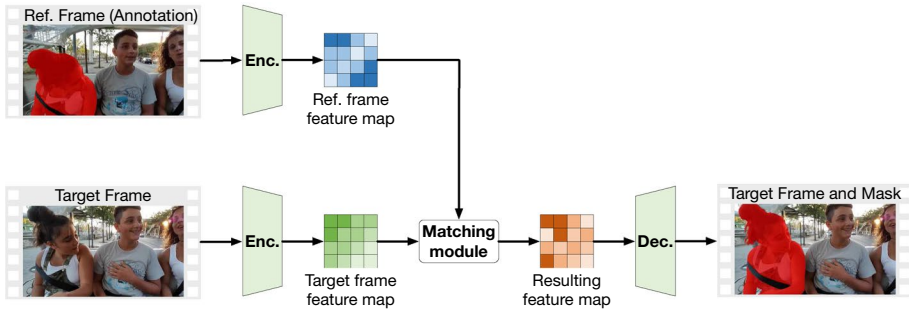 Ref. Frame (Annotation)
Enc.
Ref. frame
feature map
Target Frame
Enc.
Target frame
feature map
Matching
module
Resulting
feature map
Dec.
Target Frame and Mask